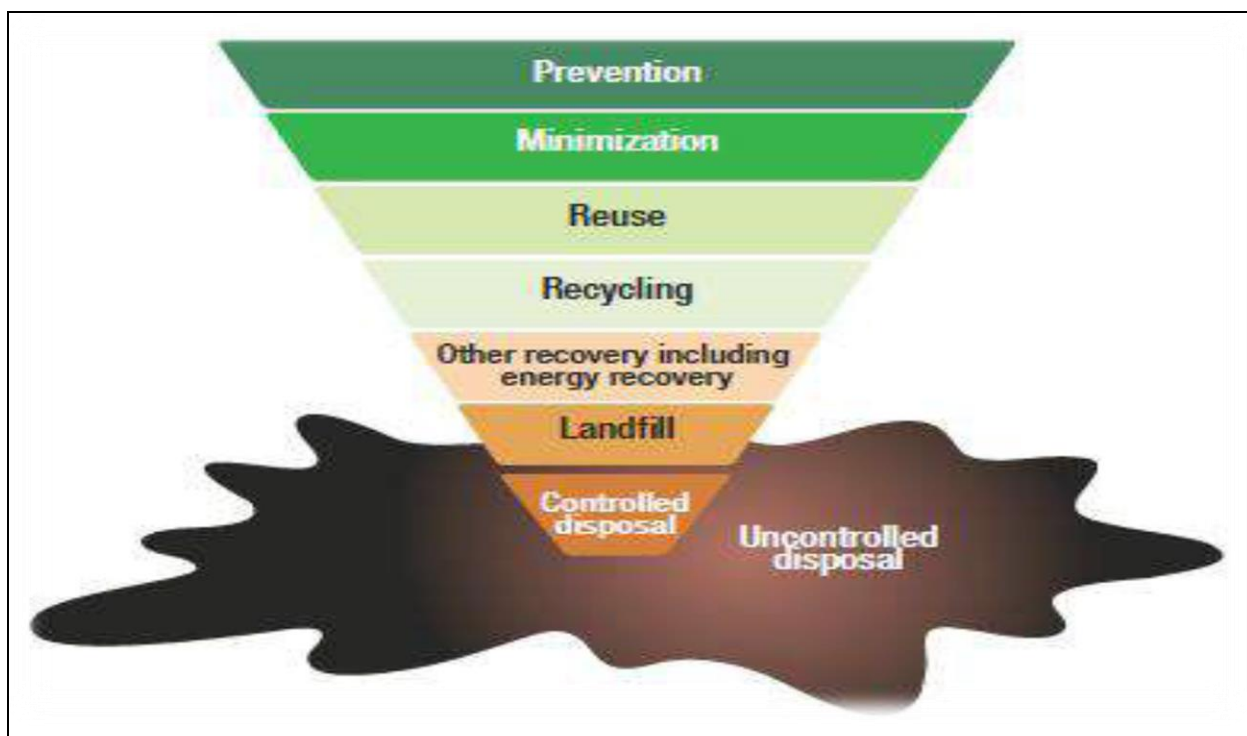 Prevention
Minimization
Reuse
Recycling
Other recovery including
energy recovery
Landfill
Controlled
disposal
Uncontrolled
disposal